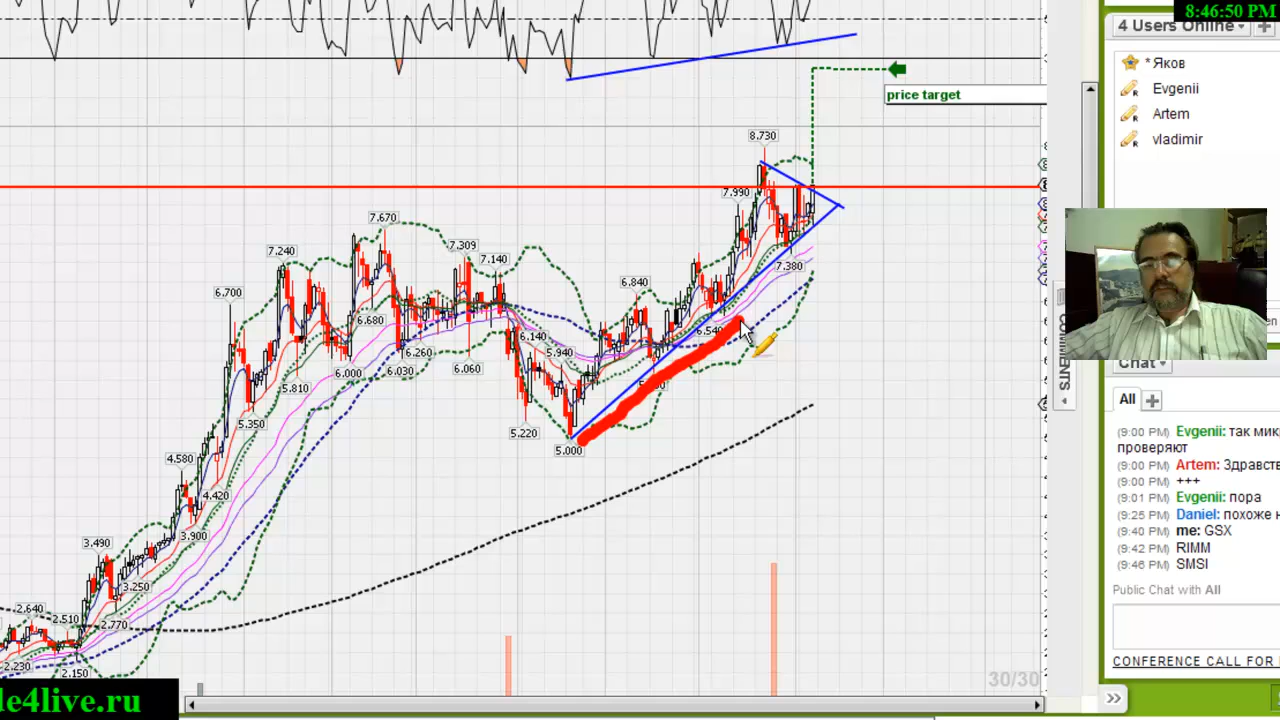 8:46:50 PM
4 Users Online
* Яков
Evgenii
Artem
vladimir
price target
8.730
7.990
7.670
7.240
7.309
7.140
6.700
6.840
7.380
6.680
6.540
6.140
5.940
6.000
6.030
6.260
6.060
5.810
5.350
5.220
5.000
4.580
4.420
3.900
3.490
3.250
2.770
2.640
2.510
2.230
2.150
COMMENTS
Chat
All
(9:00 PM) Evgenii: так мик
проверяют
(9:00 PM) Artem: Здравств
(9:00 PM) +++
(9:01 PM) Evgenii: пора
(9:25 PM) Daniel: похоже н
(9:40 PM) me: GSX
(9:42 PM) RIMM
(9:46 PM) SMSI
Public Chat with All
CONFERENCE CALL FOR
30/30
de4live.ru